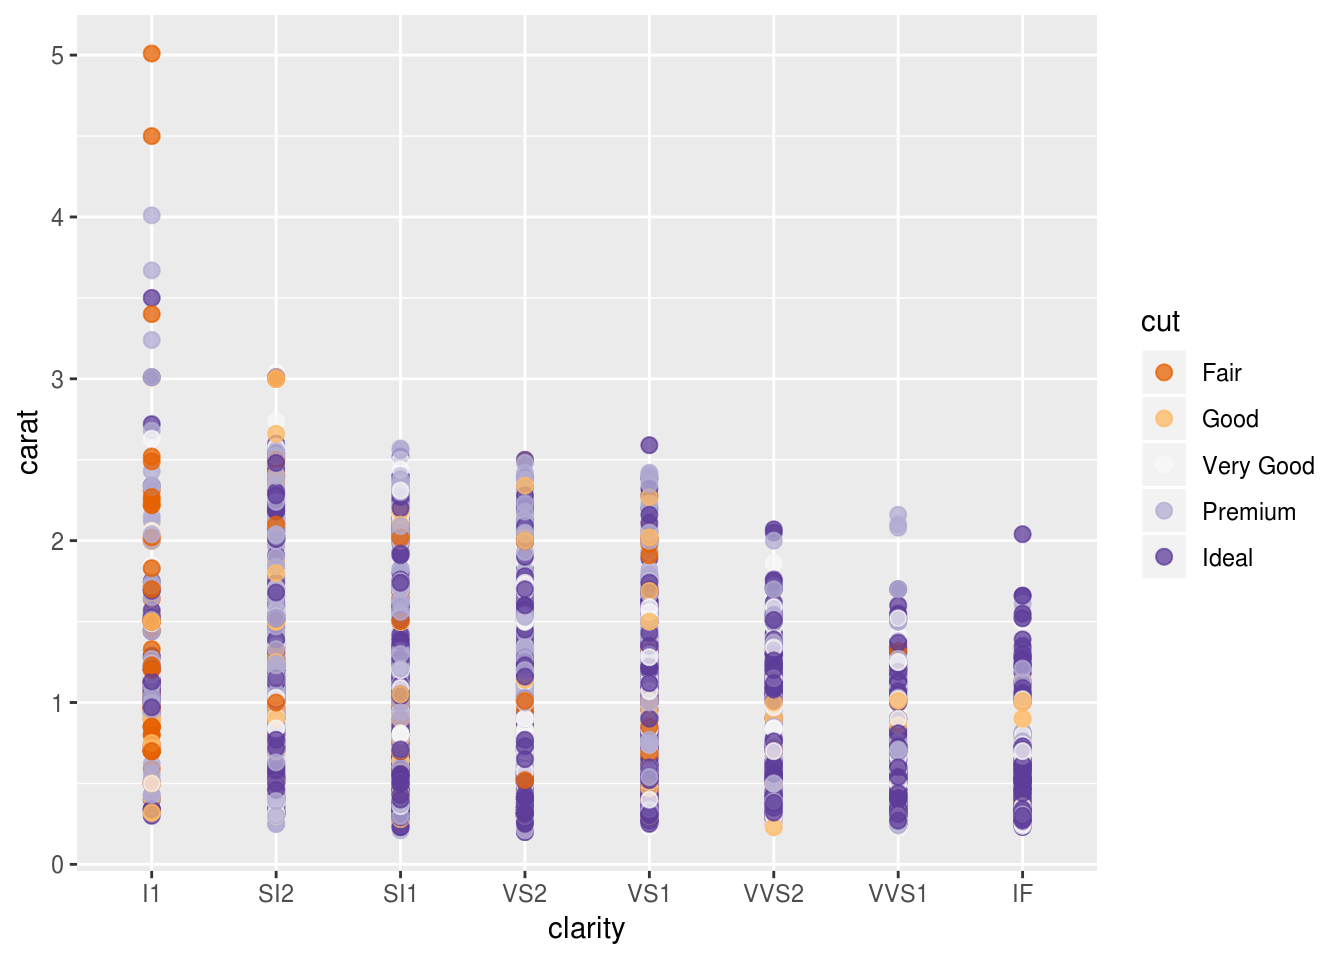 5
4
3
2
1
0
carat
I1 SI2 SI1 VS2 VS1 VVS2 VVS1 IF
clarity
cut
Fair
Good
Very Good
Premium
Ideal